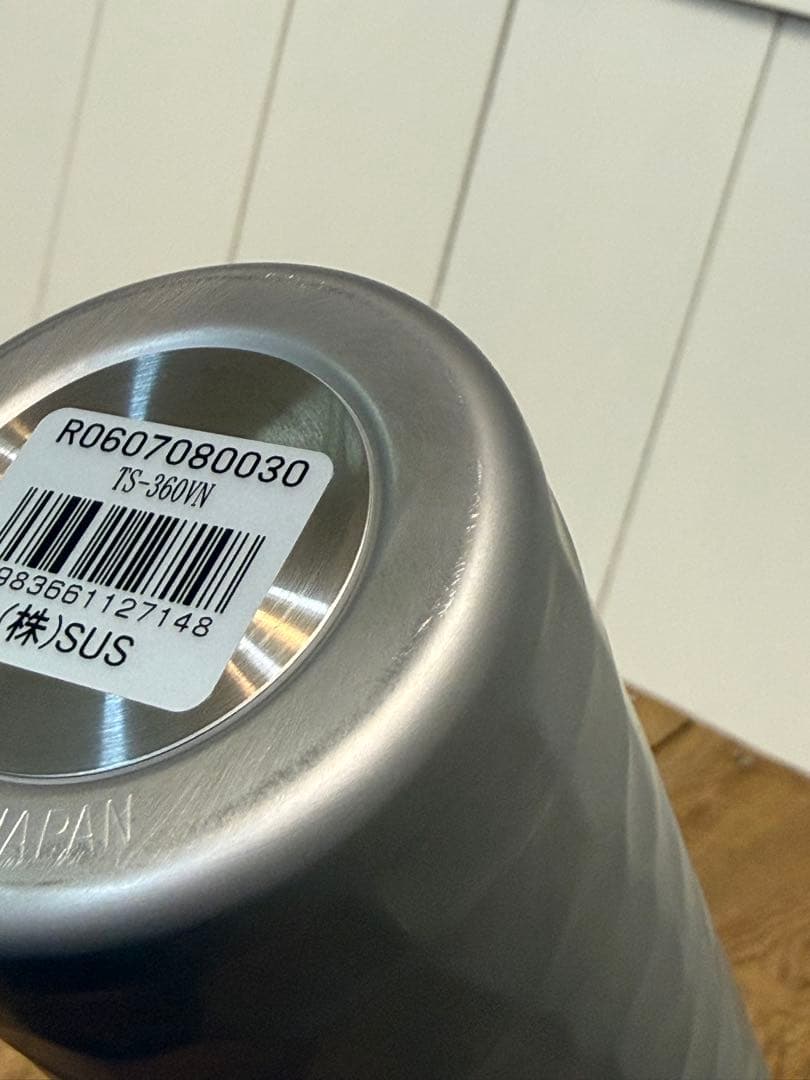 R0607080030
TS-360VN
983661127148
(株)SUS
JAPAN